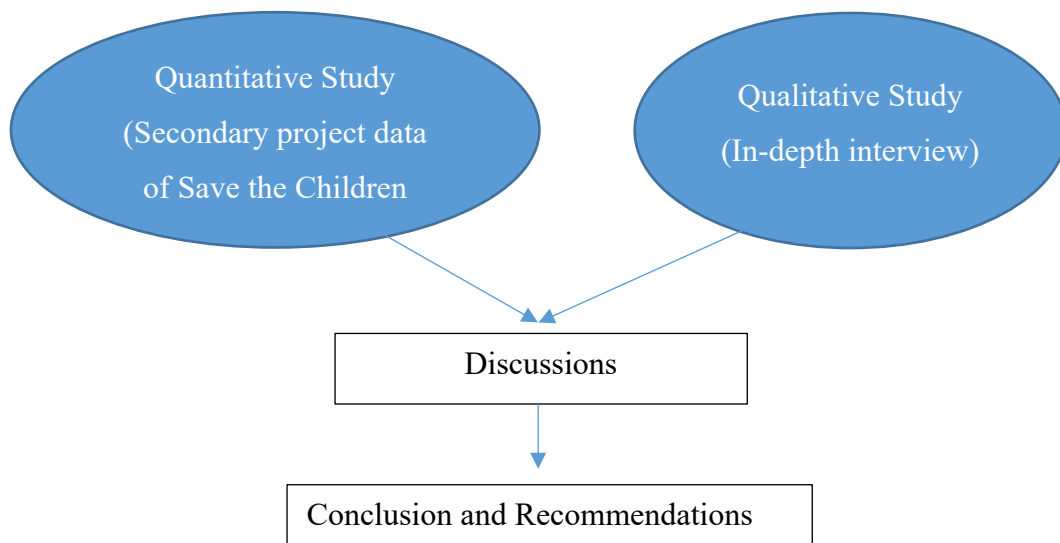 Quantitative Study
(Secondary project data
of Save the Children
Qualitative Study
(In-depth interview)
Discussions
Conclusion and Recommendations